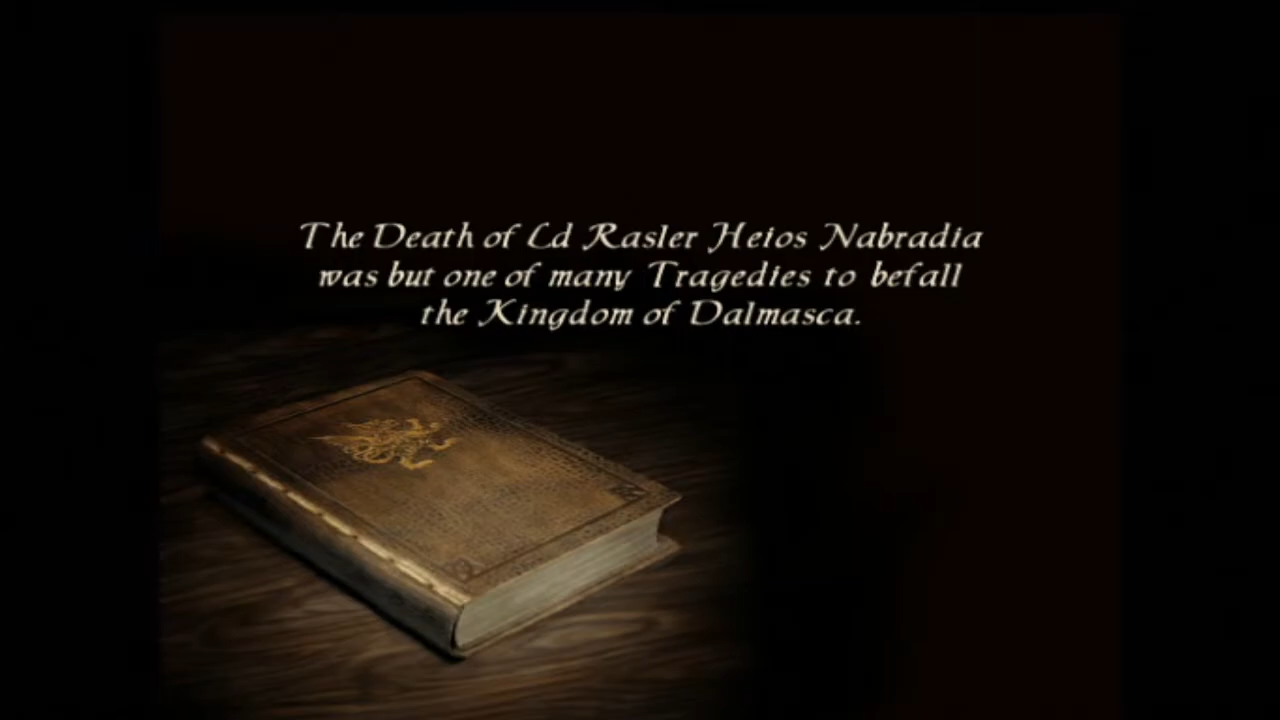 The Death of Ld Rasler Heios Nabradia
was but one of many Tragedies to befall
the Kingdom of Dalmasca.